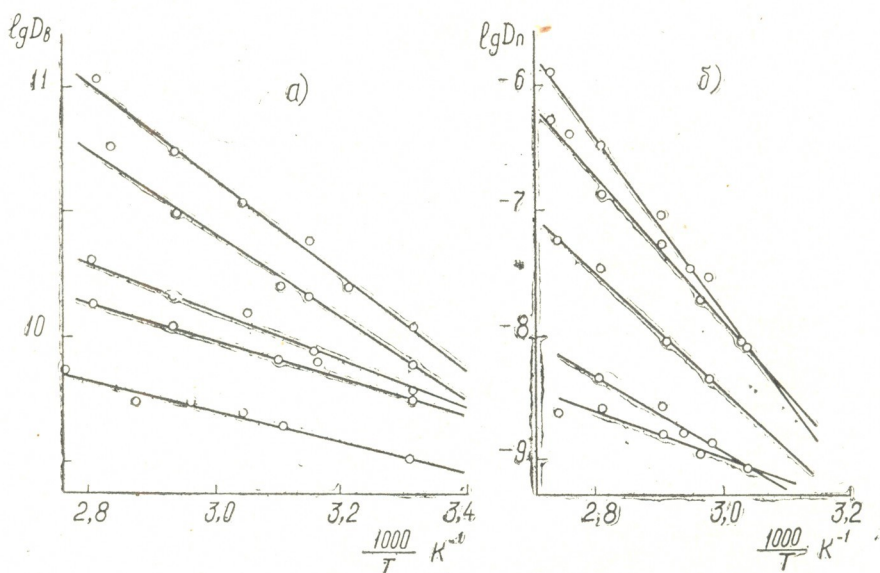 lgDв
11
10
а)
2,8 3,0 3,2 3,4
1000/T K⁻¹
lgDп
-6
-7
-8
-9
б)
2,8 3,0 3,2
1000/T K⁻¹